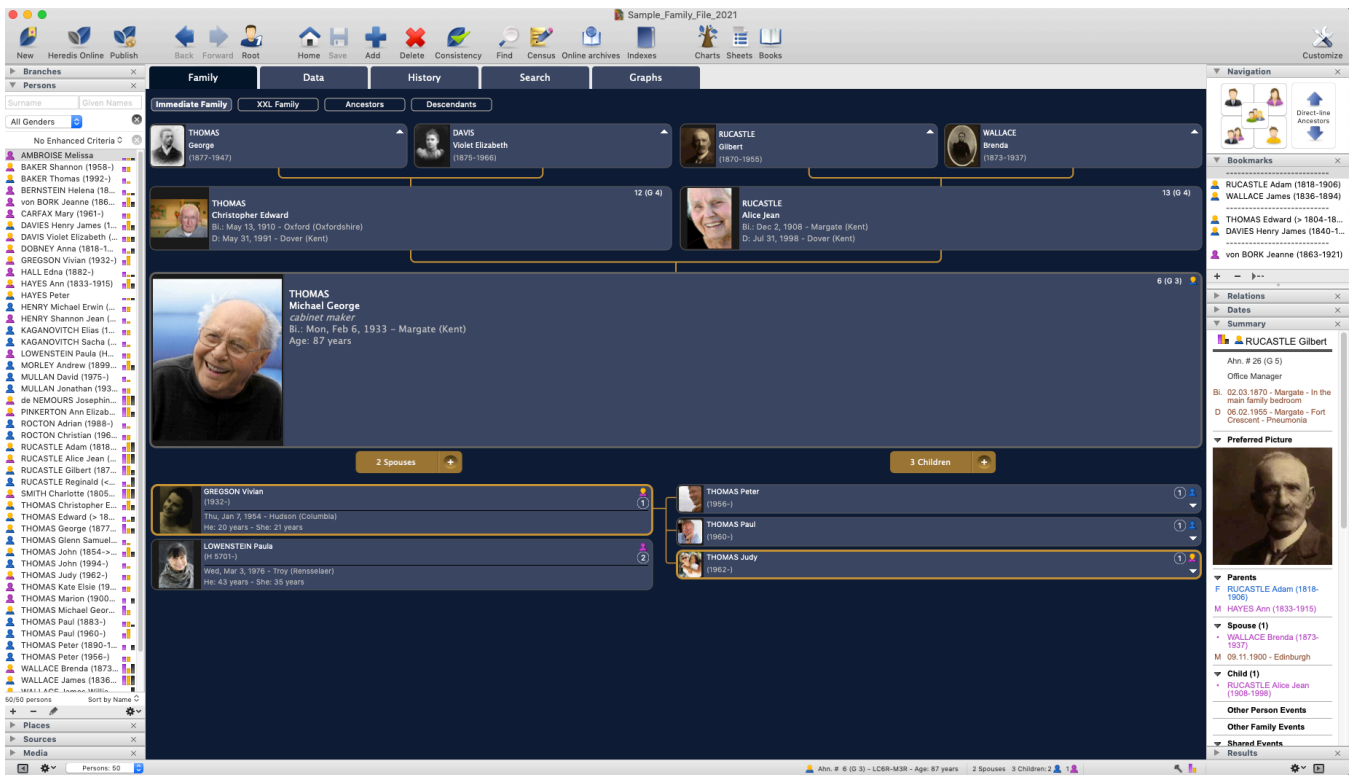 Sample_Family_File_2021
New Heredis Online Publish Back Forward Root Home Save Add Delete Consistency Find Census Online archives Indexes Charts Sheets Books Customize
Branches
Persons
Surname Given Names
All Genders
No Enhanced Criteria
AMBROISE Melissa
BAKER Shannon (1958-)
BAKER Thomas (1992-)
BERNSTEIN Helena (18...
von BORK Jeanne (186...
CARFAX Mary (1961-)
DAVIES Henry James (1...
DAVIS Violet Elizabeth (...
DOBNEY Anna (1818-1...
GREGSON Vivian (1932-)
HALL Edna (1882-)
HAYES Ann (1833-1915)
HAYES Peter
HENRY Michael Erwin (...
HENRY Shannon Jean (...
KAGANOVITCH Elias (1...
KAGANOVITCH Sacha (...
LOWENSTEIN Paula (H...
MORLEY Andrew (1899...
MULLAN David (1975-)
MULLAN Jonathan (193...
de NEMOURS Josephin...
PINKERTON Ann Elizab...
ROCTON Adrian (1988-)
ROCTON Christian (196...
RUCASTLE Adam (1818...
RUCASTLE Alice Jean (...
RUCASTLE Gilbert (187...
RUCASTLE Reginald (<...
SMITH Charlotte (1805...
THOMAS Christopher E...
THOMAS Edward (> 18...
THOMAS George (1877...
THOMAS Glenn Samuel...
THOMAS John (1854->...
THOMAS John (1994-)
THOMAS Judy (1962-)
THOMAS Kate Elsie (19...
THOMAS Marion (1900...
THOMAS Michael Geor...
THOMAS Paul (1883-)
THOMAS Paul (1960-)
THOMAS Peter (1890-1...
THOMAS Peter (1956-)
WALLACE Brenda (1873...
WALLACE James (1836...
WALLACE James Willie...
50/50 persons Sort by Name
Places
Sources
Media
Persons: 50
Family Data History Search Graphs
Immediate Family XXL Family Ancestors Descendants
THOMAS
George
(1877-1947)
DAVIS
Violet Elizabeth
(1875-1966)
RUCASTLE
Gilbert
(1870-1955)
WALLACE
Brenda
(1873-1937)
12 (G 4)
THOMAS
Christopher Edward
Bi.: May 13, 1910 - Oxford (Oxfordshire)
D: May 31, 1991 - Dover (Kent)
13 (G 4)
RUCASTLE
Alice Jean
Bi.: Dec 2, 1908 - Margate (Kent)
D: Jul 31, 1998 - Dover (Kent)
6 (G 3)
THOMAS
Michael George
cabinet maker
Bi.: Mon, Feb 6, 1933 - Margate (Kent)
Age: 87 years
2 Spouses +
3 Children +
GREGSON Vivian
(1932-)
1
Thu, Jan 7, 1954 - Hudson (Columbia)
He: 20 years - She: 21 years
LOWENSTEIN Paula
(H 5701-)
2
Wed, Mar 3, 1976 - Troy (Rensselaer)
He: 43 years - She: 35 years
THOMAS Peter
(1956-)
1
THOMAS Paul
(1960-)
1
THOMAS Judy
(1962-)
1
Ahn. # 6 (G 3) - LC6R-M3R - Age: 87 years 2 Spouses 3 Children: 2 1
Navigation
Direct-line
Ancestors
Bookmarks
RUCASTLE Adam (1818-1906)
WALLACE James (1836-1894)
THOMAS Edward (> 1804-18...
DAVIES Henry James (1840-1...
von BORK Jeanne (1863-1921)
Relations
Dates
Summary
RUCASTLE Gilbert
Ahn. # 26 (G 5)
Office Manager
Bi. 02.03.1870 - Margate - In the
main family bedroom
D 06.02.1955 - Margate - Fort
Crescent - Pneumonia
Preferred Picture
Parents
F RUCASTLE Adam (1818-
1906)
M HAYES Ann (1833-1915)
Spouse (1)
WALLACE Brenda (1873-
1937)
M 09.11.1900 - Edinburgh
Child (1)
RUCASTLE Alice Jean
(1908-1998)
Other Person Events
Other Family Events
Shared Events
Results